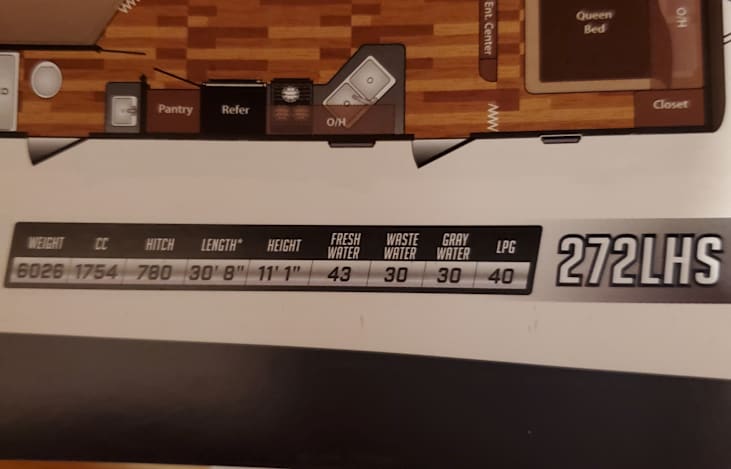 Ent. Center
Queen
Bed
O/H
Pantry
Refer
O/H
Closet
WEIGHT CC HITCH LENGTH* HEIGHT FRESH WATER WASTE WATER GRAY WATER LPG
6026 1754 780 30' 8" 11' 1" 43 30 30 40
272LHS